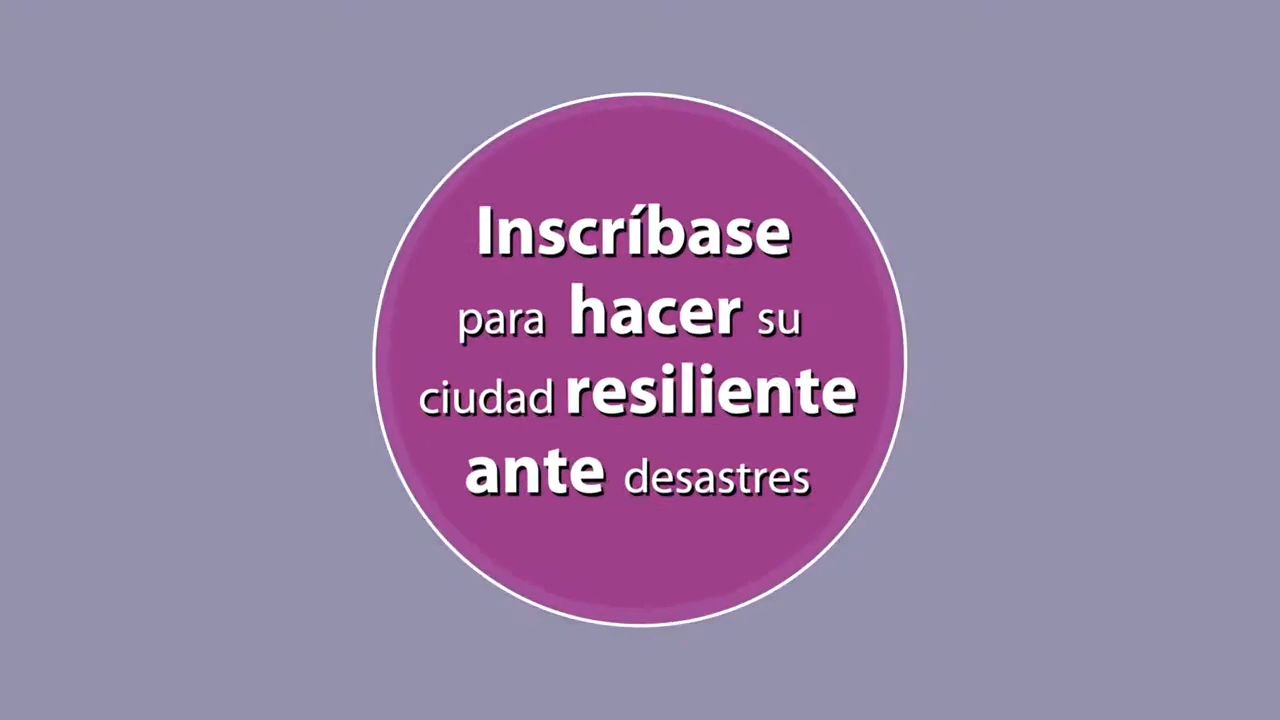 Inscríbase
para hacer su
ciudad resiliente
ante desastres